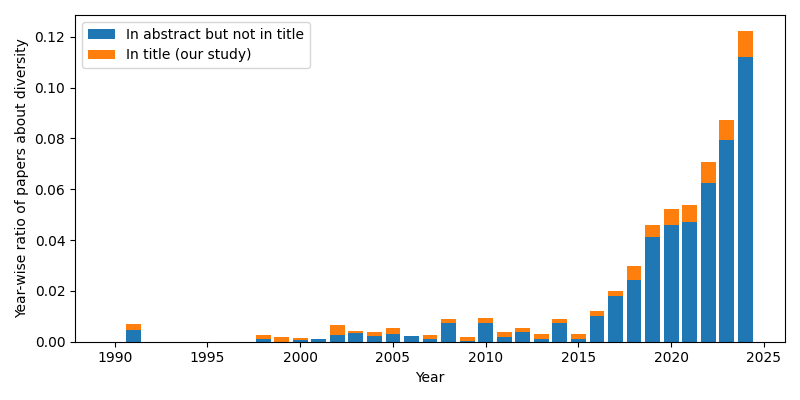 In abstract but not in title
In title (our study)
Year-wise ratio of papers about diversity
0.12
0.10
0.08
0.06
0.04
0.02
0.00
1990 1995 2000 2005 2010 2015 2020 2025
Year